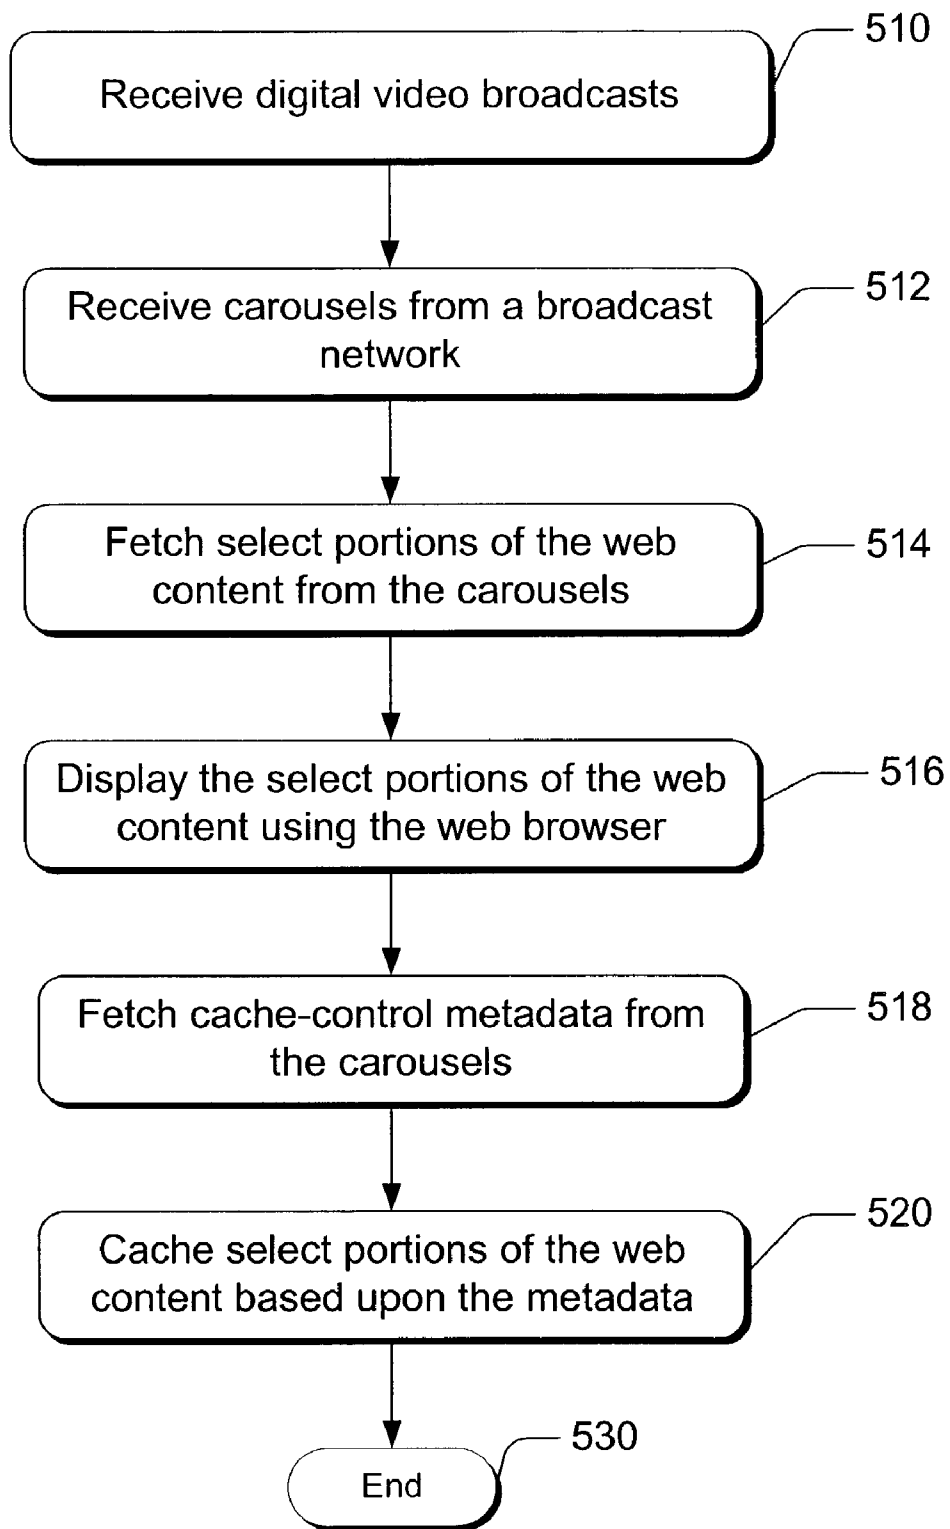 510
Receive digital video broadcasts
512
Receive carousels from a broadcast
network
514
Fetch select portions of the web
content from the carousels
516
Display the select portions of the web
content using the web browser
518
Fetch cache-control metadata from
the carousels
520
Cache select portions of the web
content based upon the metadata
530
End